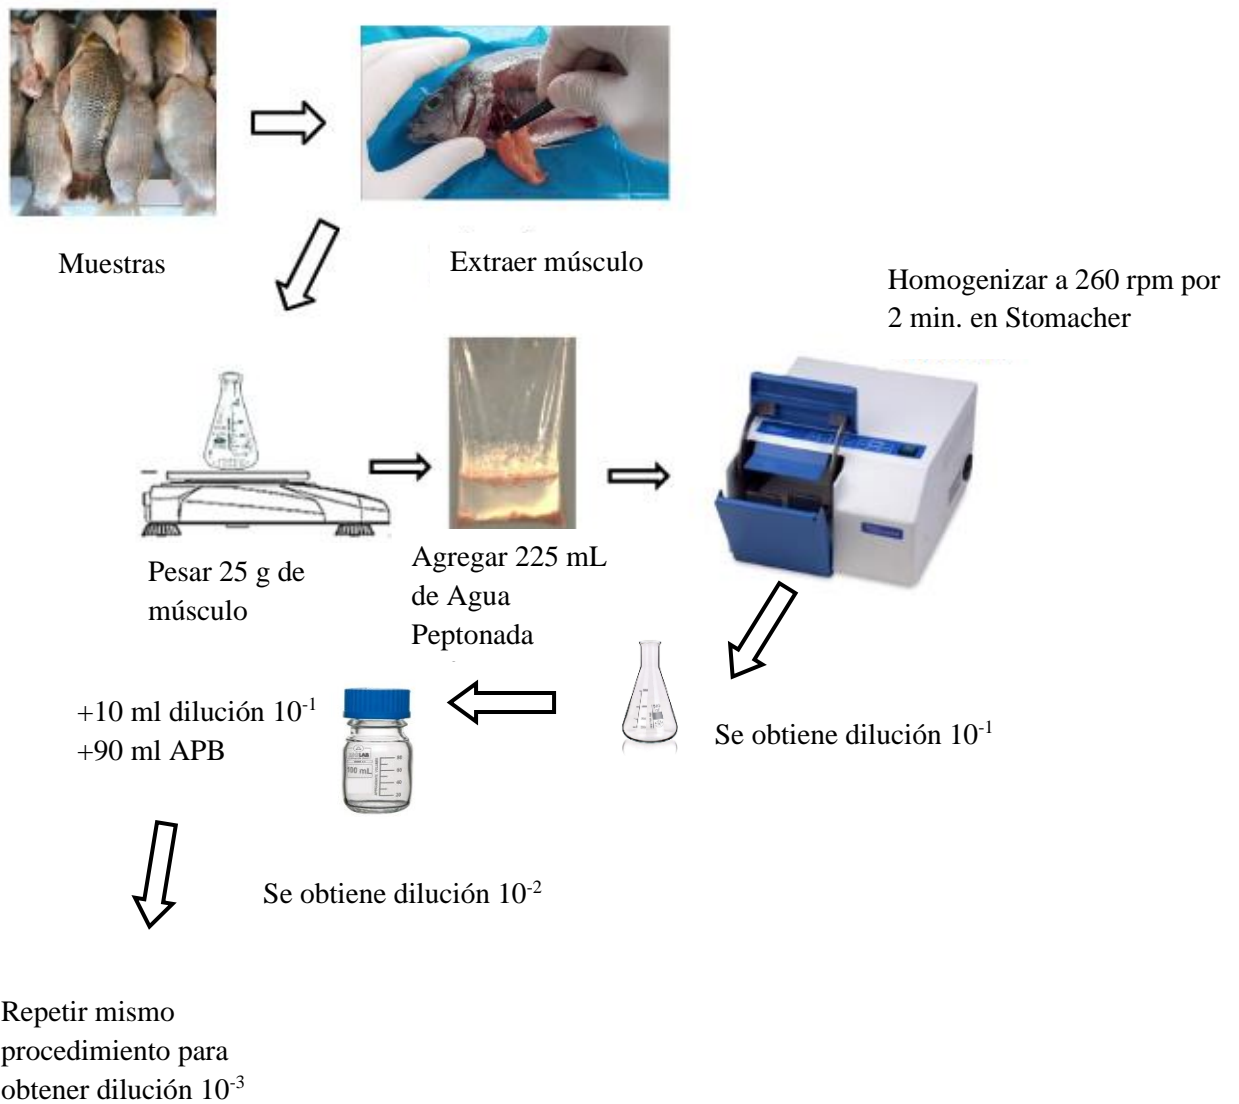 Muestras
Extraer músculo
Homogenizar a 260 rpm por
2 min. en Stomacher
Pesar 25 g de
músculo
Agregar 225 mL
de Agua
Peptonada
+10 ml dilución 10⁻¹
+90 ml APB
100 mL
Se obtiene dilución 10⁻¹
Se obtiene dilución 10⁻²
Repetir mismo
procedimiento para
obtener dilución 10⁻³